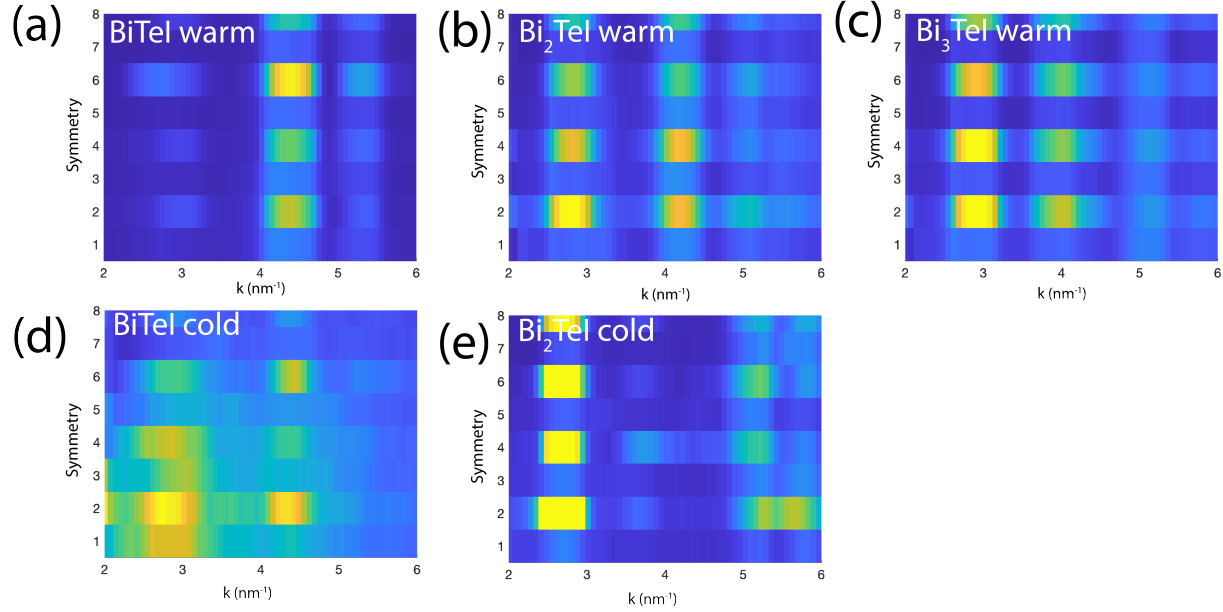 (a)
BiTeI warm
8
7
6
5
4
3
2
1
Symmetry
2 3 4 5 6
k (nm⁻¹)
(b)
Bi₂TeI warm
8
7
6
5
4
3
2
1
Symmetry
2 3 4 5 6
k (nm⁻¹)
(c)
Bi₃TeI warm
8
7
6
5
4
3
2
1
Symmetry
2 3 4 5 6
k (nm⁻¹)
(d)
BiTeI cold
8
7
6
5
4
3
2
1
Symmetry
2 3 4 5 6
k (nm⁻¹)
(e)
Bi₂TeI cold
8
7
6
5
4
3
2
1
Symmetry
2 3 4 5 6
k (nm⁻¹)